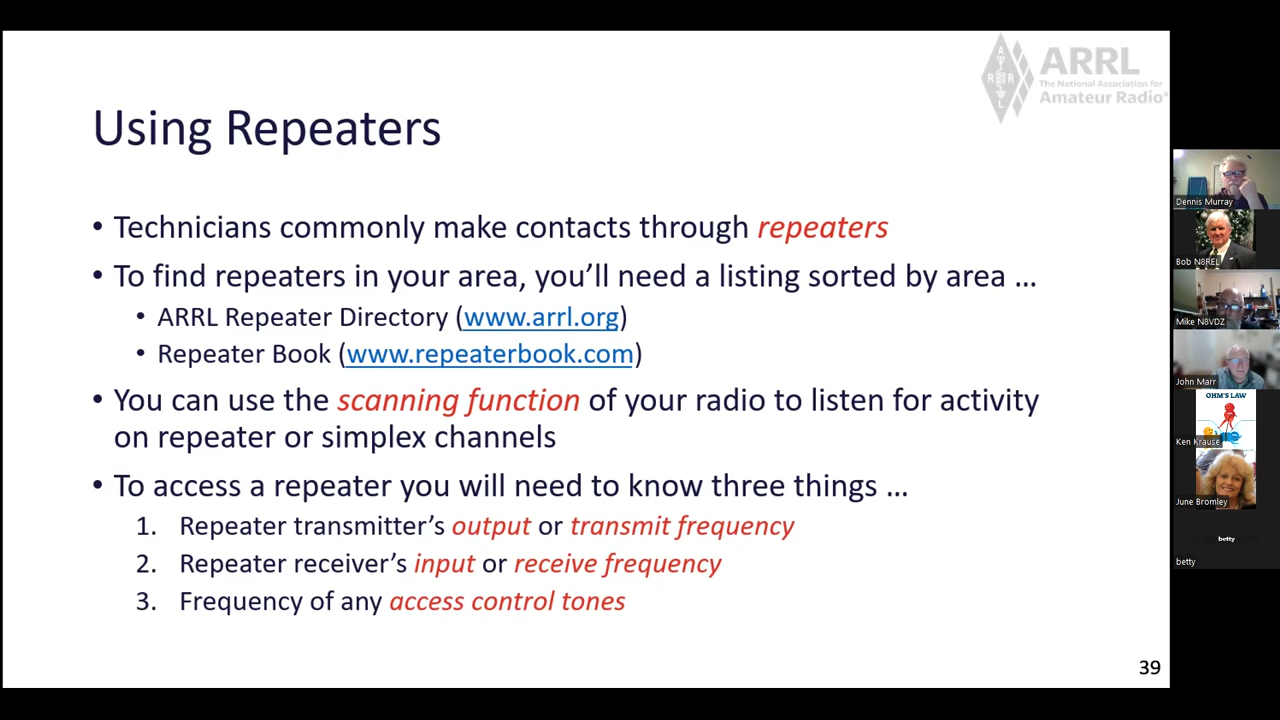 ARRL
The National Association for
Amateur Radio®
Using Repeaters
• Technicians commonly make contacts through repeaters
• To find repeaters in your area, you’ll need a listing sorted by area …
• ARRL Repeater Directory (www.arrl.org)
• Repeater Book (www.repeaterbook.com)
• You can use the scanning function of your radio to listen for activity
on repeater or simplex channels
• To access a repeater you will need to know three things …
1. Repeater transmitter’s output or transmit frequency
2. Repeater receiver’s input or receive frequency
3. Frequency of any access control tones
39
Dennis Murray
Bob N8REL
Mike N8VDZ
John Marr
OHM'S LAW
Ken Krause
June Bromley
betty
betty